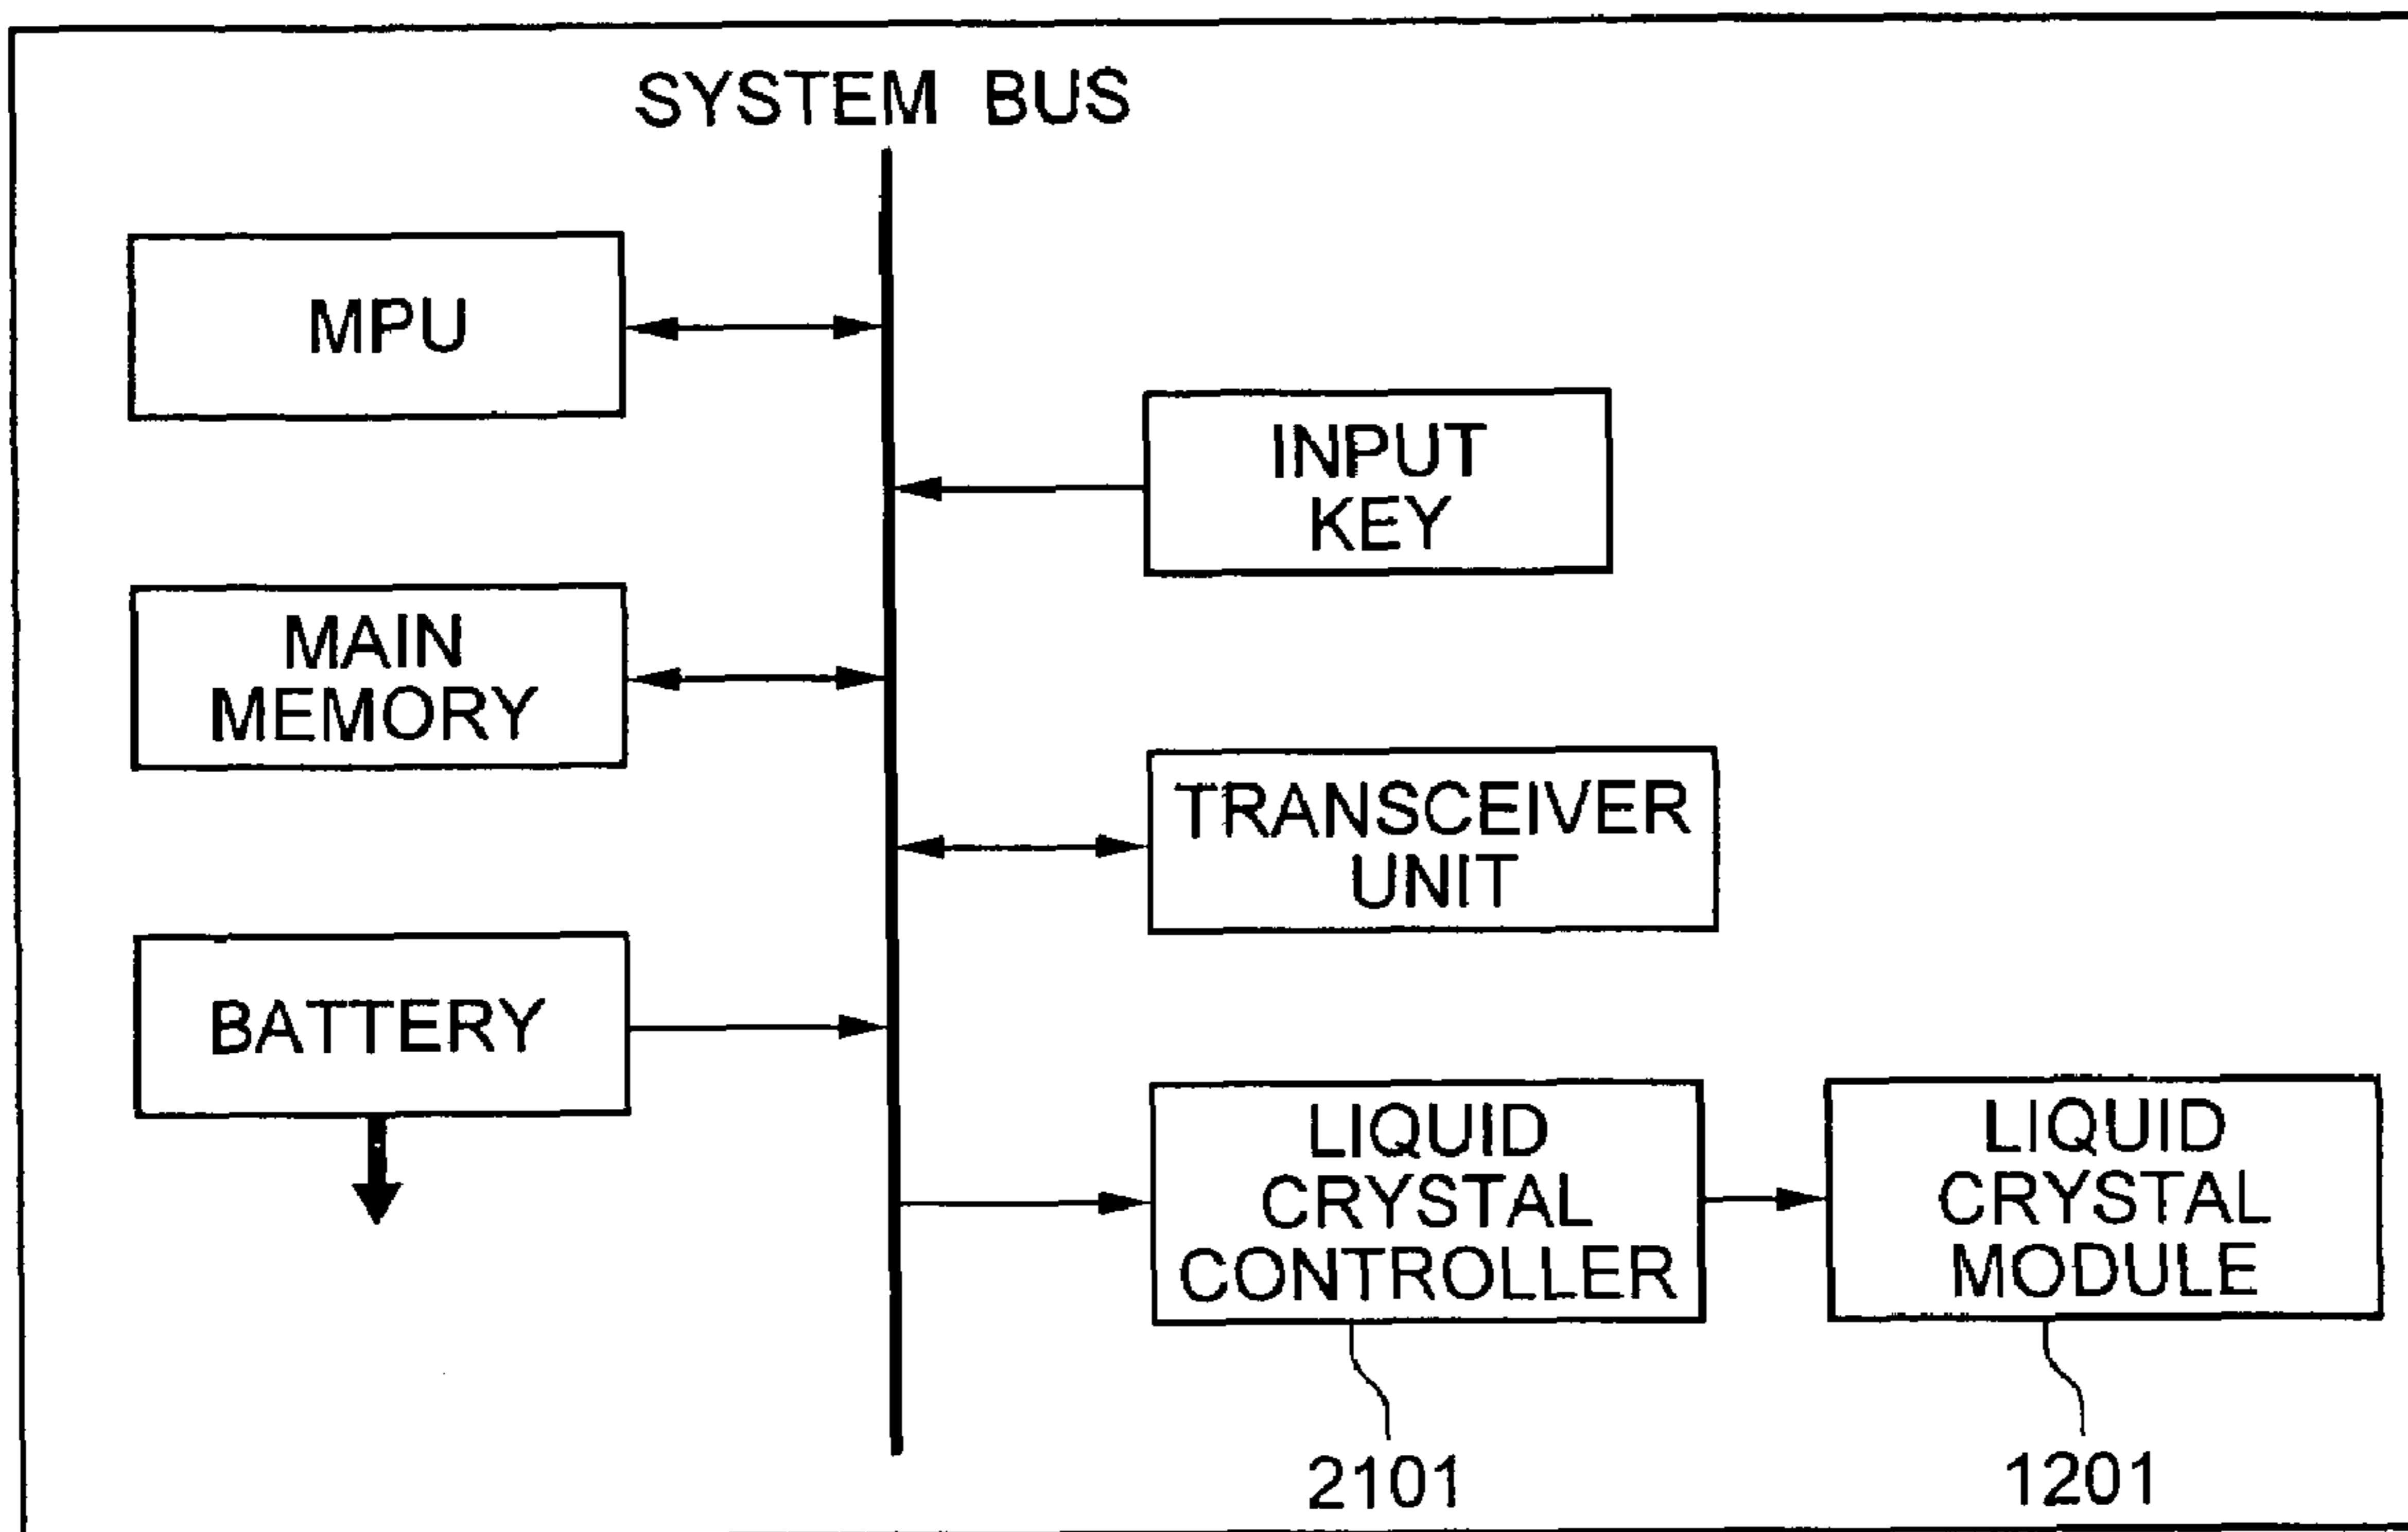 SYSTEM BUS
MPU
INPUT
KEY
MAIN
MEMORY
TRANSCEIVER
UNIT
BATTERY
LIQUID
CRYSTAL
CONTROLLER
LIQUID
CRYSTAL
MODULE
2101
1201